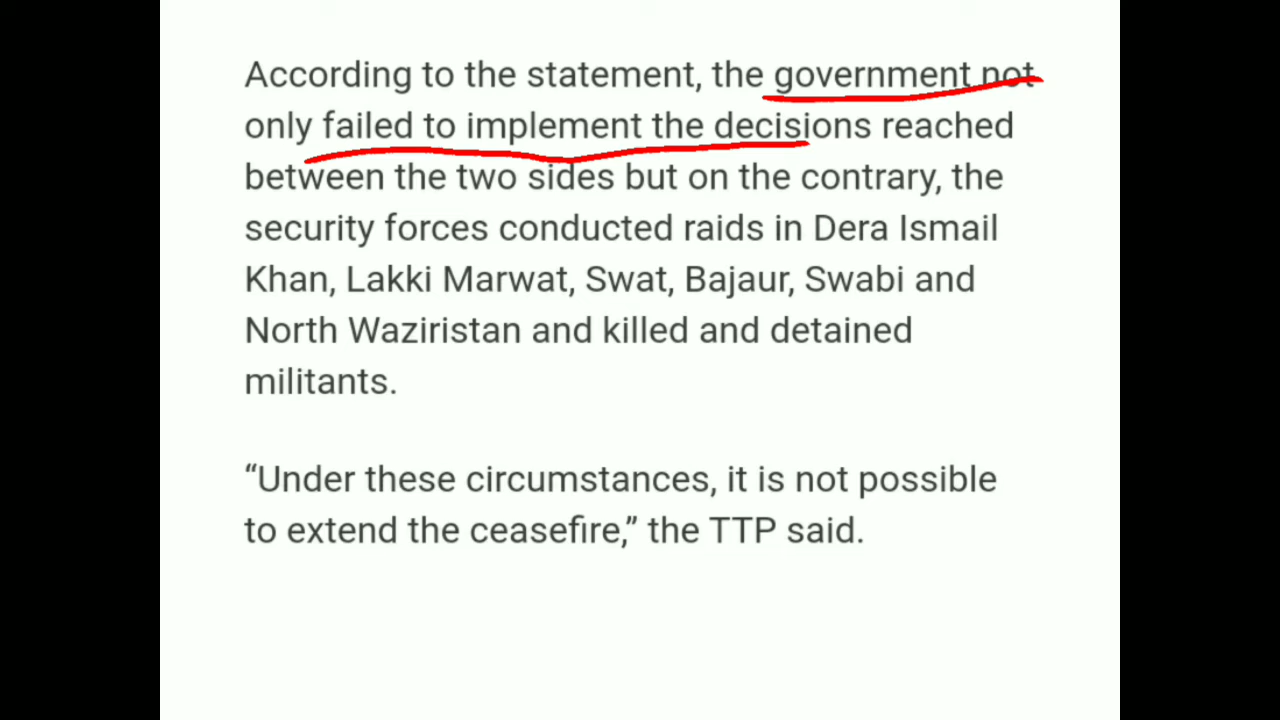 According to the statement, the government not
only failed to implement the decisions reached
between the two sides but on the contrary, the
security forces conducted raids in Dera Ismail
Khan, Lakki Marwat, Swat, Bajaur, Swabi and
North Waziristan and killed and detained
militants.
“Under these circumstances, it is not possible
to extend the ceasefire,” the TTP said.